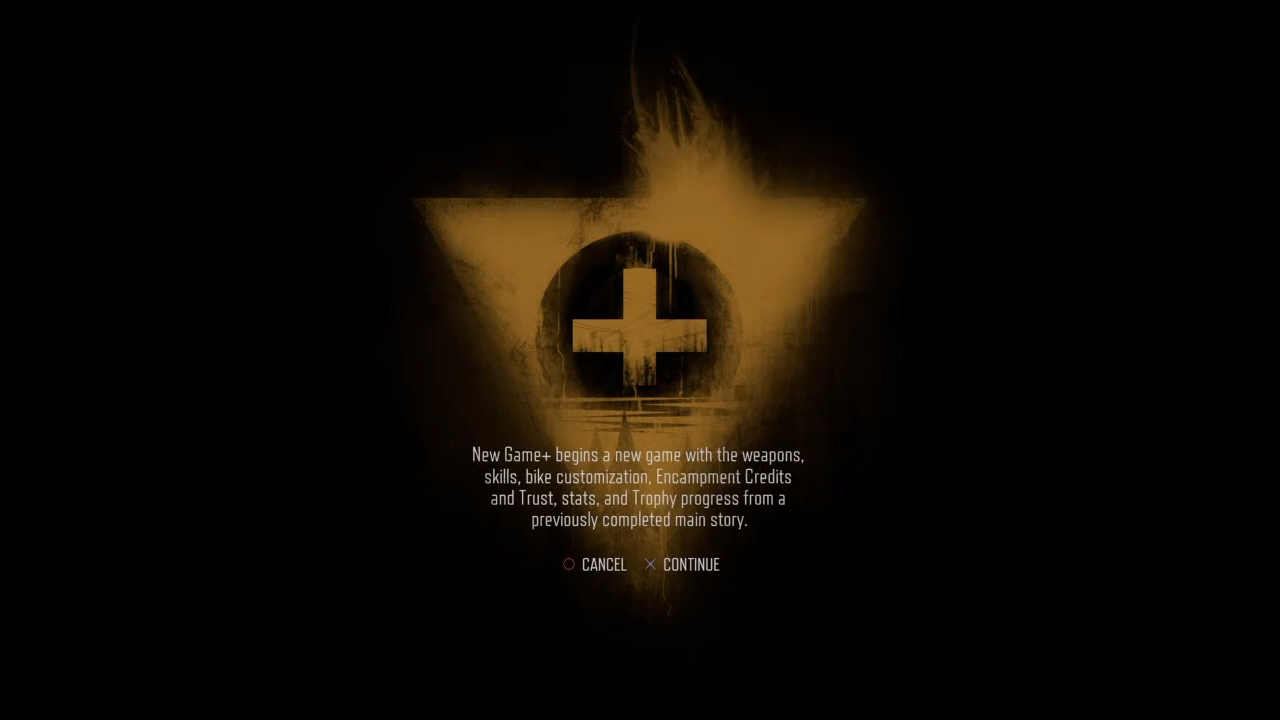 New Game+ begins a new game with the weapons,
skills, bike customization, Encampment Credits
and Trust, stats, and Trophy progress from a
previously completed main story.
CANCEL CONTINUE